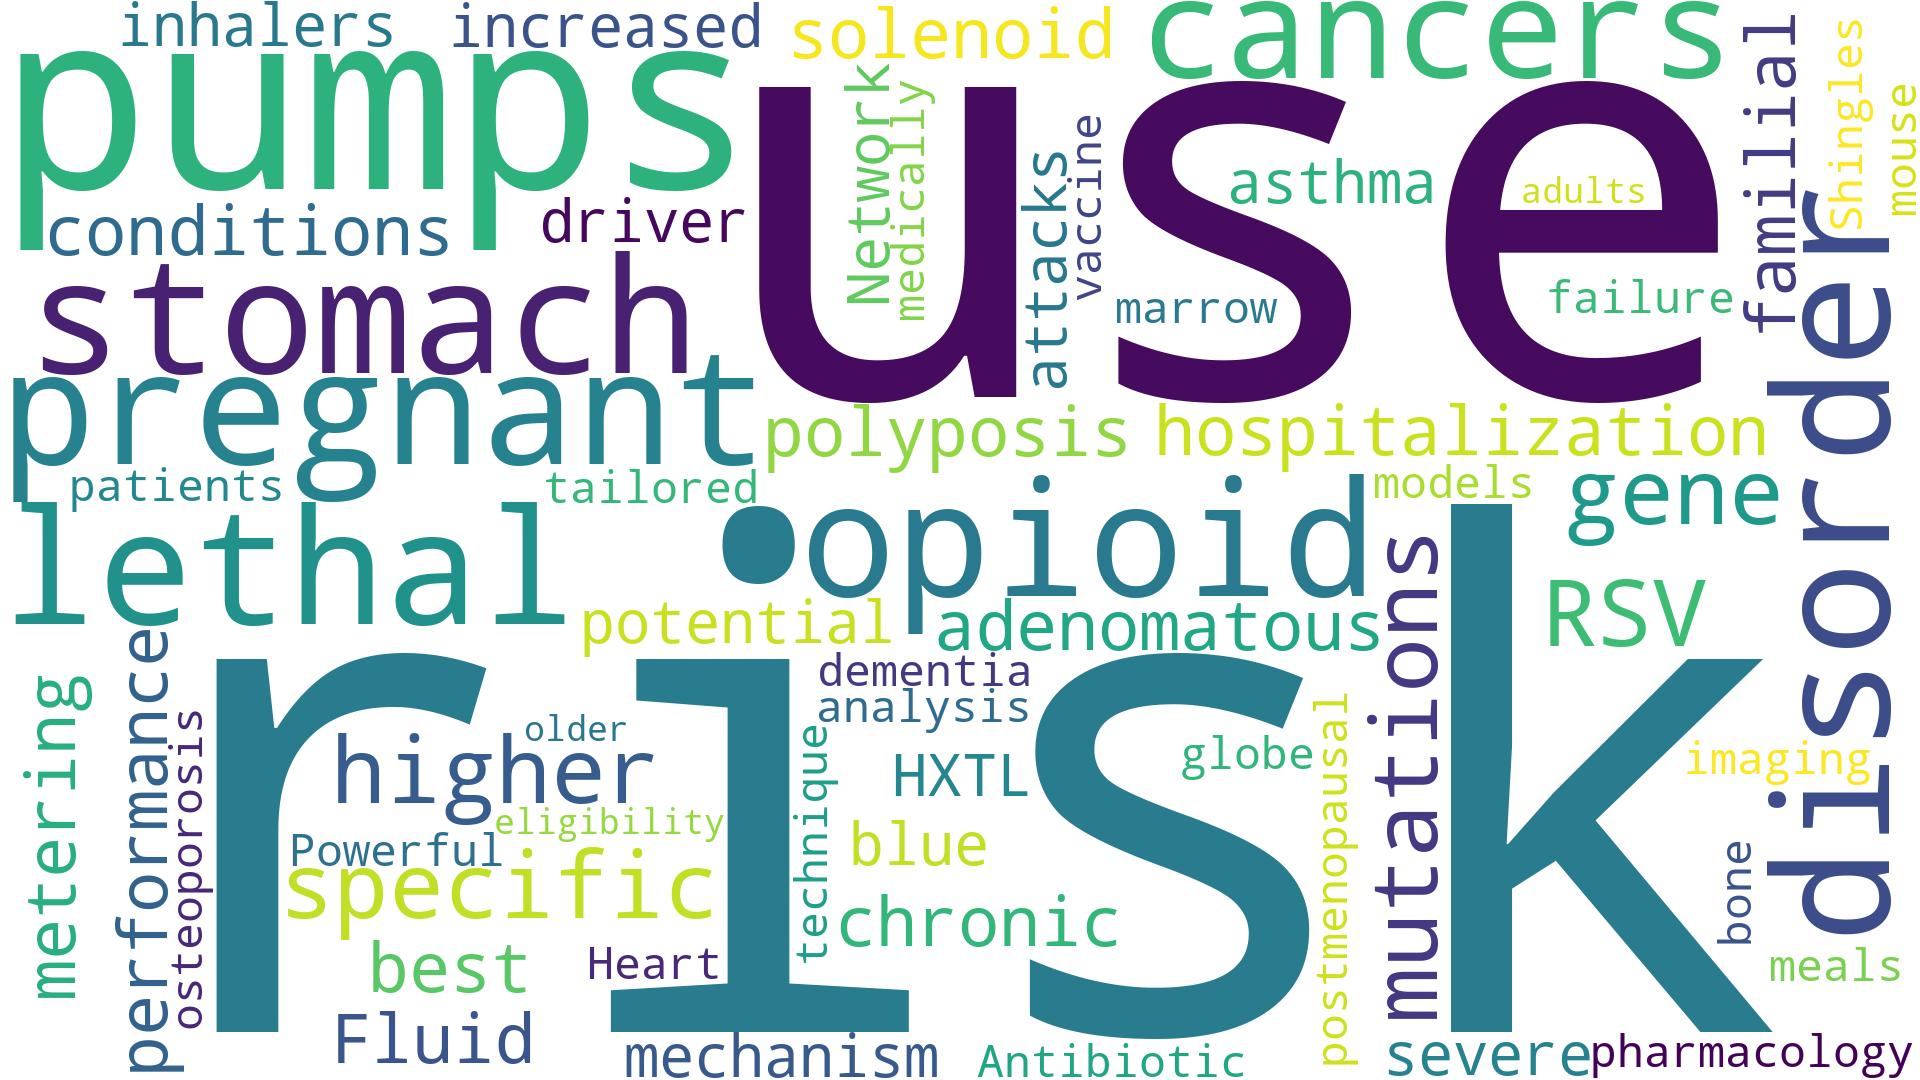 inhalers
increased
solenoid
cancers
familial
Shingles
mouse
pumps
use
Network
medically
attacks
vaccine
asthma
adults
conditions
driver
marrow
failure
disorder
stomach
pregnant
polyposis
hospitalization
patients
tailored
models
gene
lethal
opioid
mutations
RSV
potential
adenomatous
risk
performance
metering
osteoporosis
dementia
analysis
older
higher
technique
HXTL
globe
postmenopausal
imaging
eligibility
Powerful
blue
specific
chronic
bone
best
Heart
meals
Fluid
mechanism
Antibiotic
severe
pharmacology